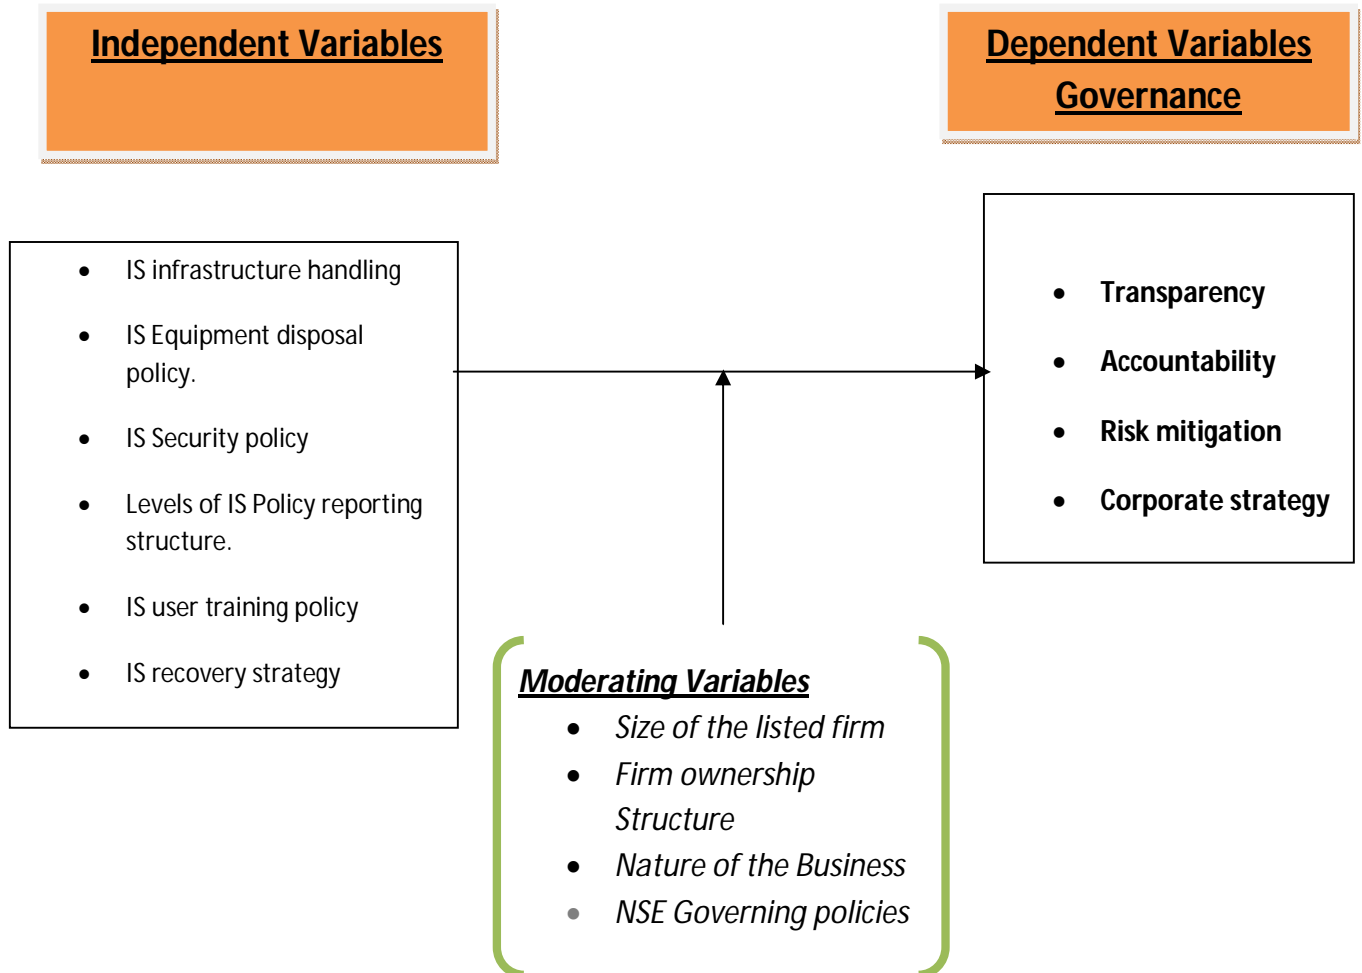 Independent Variables
Dependent Variables
Governance
• IS infrastructure handling
• IS Equipment disposal
policy.
• IS Security policy
• Levels of IS Policy reporting
structure.
• IS user training policy
• IS recovery strategy
• Transparency
• Accountability
• Risk mitigation
• Corporate strategy
Moderating Variables
• Size of the listed firm
• Firm ownership
Structure
• Nature of the Business
• NSE Governing policies